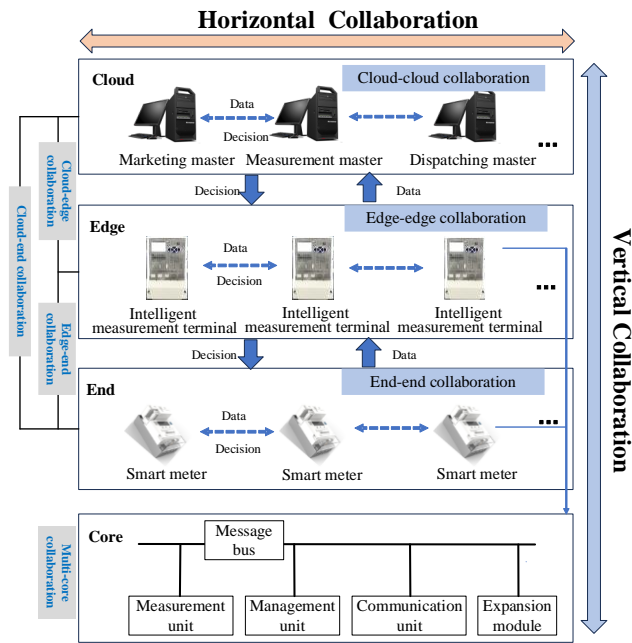 Horizontal Collaboration
Cloud
Cloud-cloud collaboration
Data
Decision
Marketing master
Measurement master
Dispatching master
...
Decision
Data
Cloud-edge
collaboration
Cloud-end collaboration
Edge
Edge-edge collaboration
Data
Decision
...
Intelligent
measurement terminal
Intelligent
measurement terminal
Intelligent
measurement terminal
Decision
Data
Edge-end
collaboration
Vertical Collaboration
End
End-end collaboration
Data
Decision
...
Smart meter
Smart meter
Smart meter
Multi-core
collaboration
Core
Message
bus
Measurement
unit
Management
unit
Communication
unit
Expansion
module